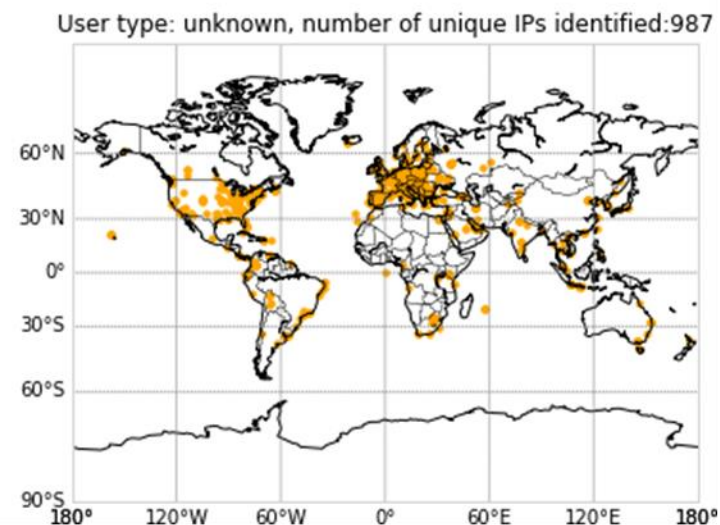 User type: unknown, number of unique IPs identified:987
60°N
30°N
0°
30°S
60°S
90°S
180° 120°W 60°W 0° 60°E 120°E 180°